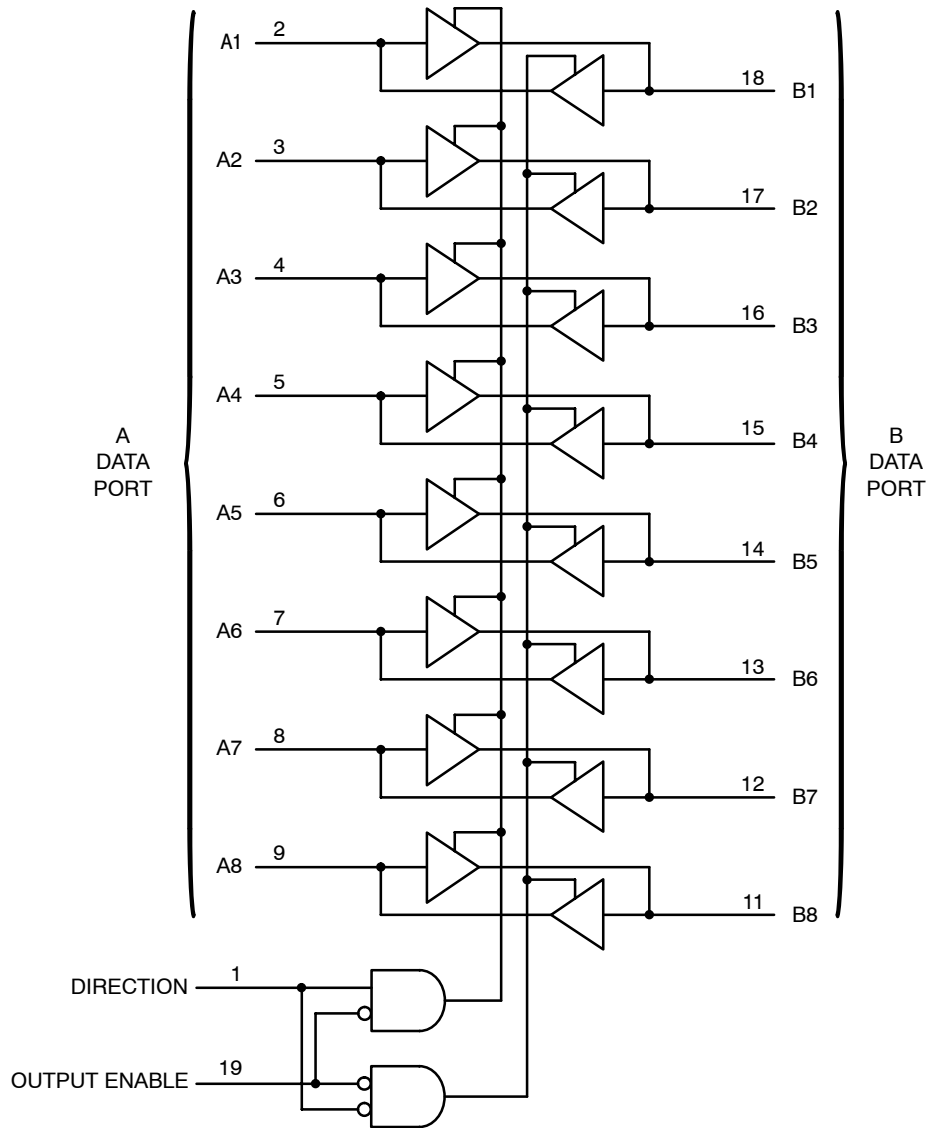 A1 2
18 B1
A2 3
17 B2
A3 4
16 B3
A4 5
15 B4
A
DATA
PORT
B
DATA
PORT
A5 6
14 B5
A6 7
13 B6
A7 8
12 B7
A8 9
11 B8
DIRECTION 1
OUTPUT ENABLE 19